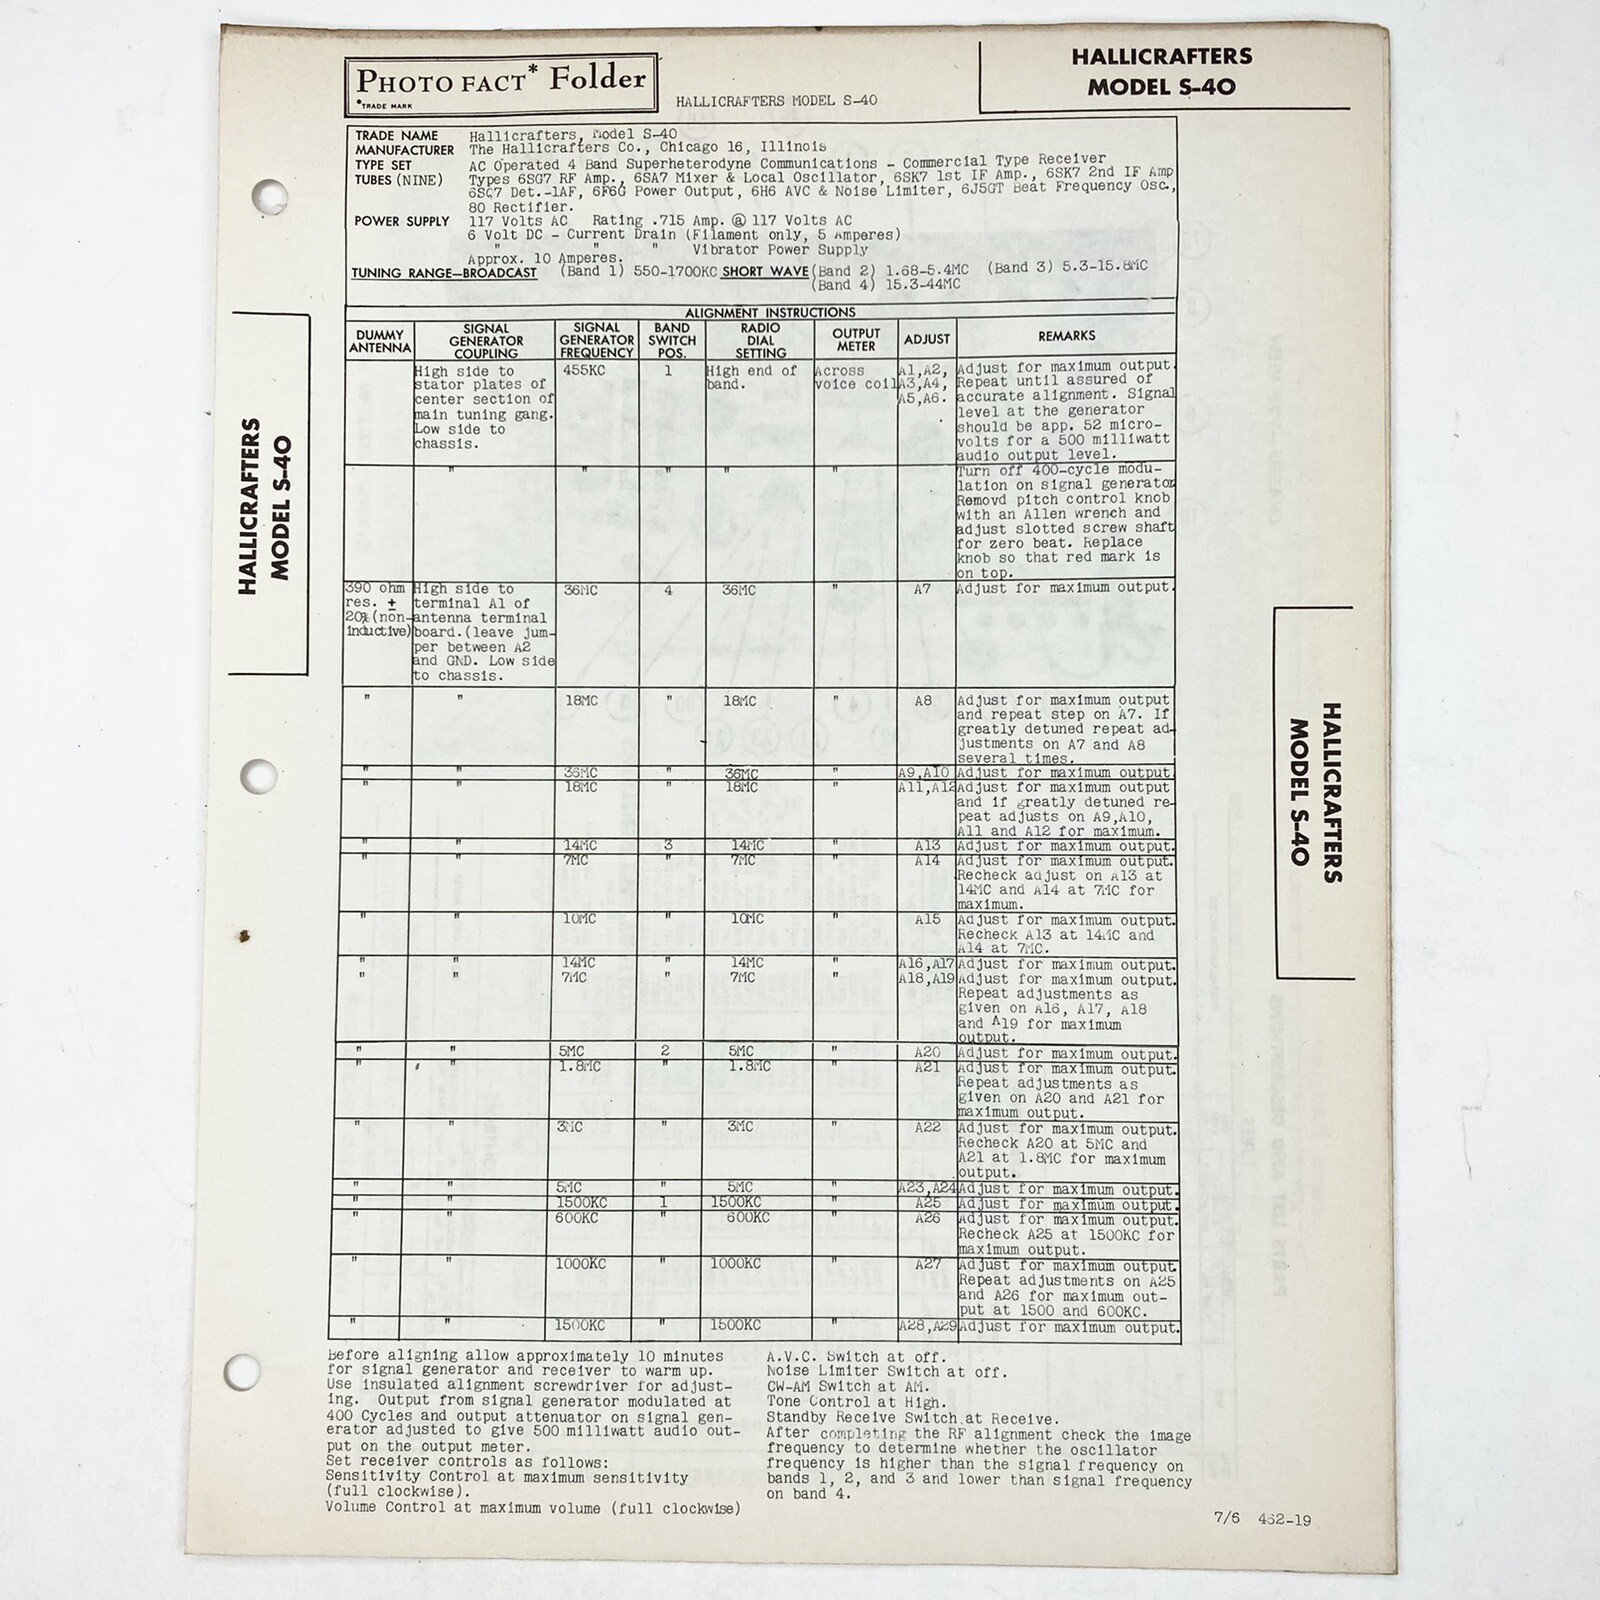 PHOTO FACT* Folder
*TRADE MARK
HALLICRAFTERS MODEL S-40
HALLICRAFTERS
MODEL S-40
TRADE NAME Hallicrafters, Model S-40
MANUFACTURER The Hallicrafters Co., Chicago 16, Illinois
TYPE SET AC Operated 4 Band Superheterodyne Communications - Commercial Type Receiver
TUBES (NINE) Types 6SG7 RF Amp., 6SA7 Mixer & Local Oscillator, 6SK7 1st IF Amp., 6SK7 2nd IF Amp
6SQ7 Det.-1AF, 6F6G Power Output, 6H6 AVC & Noise Limiter, 6J5GT Beat Frequency Osc.,
80 Rectifier.
POWER SUPPLY 117 Volts AC Rating .715 Amp. @ 117 Volts AC
6 Volt DC - Current Drain (Filament only, 5 Amperes)
" " " Vibrator Power Supply
Approx. 10 Amperes.
TUNING RANGE—BROADCAST (Band 1) 550-1700KC SHORT WAVE (Band 2) 1.68-5.4MC (Band 3) 5.3-15.8MC
(Band 4) 15.3-44MC
ALIGNMENT INSTRUCTIONS
DUMMY ANTENNA
SIGNAL GENERATOR COUPLING
SIGNAL GENERATOR FREQUENCY
BAND SWITCH POS.
RADIO DIAL SETTING
OUTPUT METER
ADJUST
REMARKS
High side to 455KC 1 High end of Across A1,A2, Adjust for maximum output.
stator plates of band. voice coil A3,A4, Repeat until assured of
center section of A5,A6. accurate alignment. Signal
main tuning gang. level at the generator
Low side to should be app. 52 micro-
chassis. volts for a 500 milliwatt
audio output level.
" " " " " Turn off 400-cycle modu-
lation on signal generator
Removd pitch control knob
with an Allen wrench and
adjust slotted screw shaft
for zero beat. Replace
knob so that red mark is
on top.
390 ohm High side to 36MC 4 36MC " A7 Adjust for maximum output.
res. ± terminal A1 of
20%(non- antenna terminal
inductive) board.(leave jum-
per between A2
and GND. Low side
to chassis.
" " 18MC " 18MC " A8 Adjust for maximum output
and repeat step on A7. If
greatly detuned repeat ad-
justments on A7 and A8
several times.
" " 36MC " 36MC " A9,A10 Adjust for maximum output.
" " 18MC " 18MC " A11,A12 Adjust for maximum output
and if greatly detuned re-
peat adjusts on A9,A10,
A11 and A12 for maximum.
" " 14MC 3 14MC " A13 Adjust for maximum output.
" " 7MC " 7MC " A14 Adjust for maximum output.
Recheck adjust on A13 at
14MC and A14 at 7MC for
maximum.
" " 10MC " 10MC " A15 Adjust for maximum output.
Recheck A13 at 14MC and
A14 at 7MC.
" " 14MC " 14MC " A16,A17 Adjust for maximum output.
" " 7MC " 7MC " A18,A19 Adjust for maximum output.
Repeat adjustments as
given on A16, A17, A18
and A19 for maximum
output.
" " 5MC 2 5MC " A20 Adjust for maximum output.
" " 1.8MC " 1.8MC " A21 Adjust for maximum output.
Repeat adjustments as
given on A20 and A21 for
maximum output.
" " 3MC " 3MC " A22 Adjust for maximum output.
Recheck A20 at 5MC and
A21 at 1.8MC for maximum
output.
" " 5MC " 5MC " A23,A24 Adjust for maximum output.
" " 1500KC 1 1500KC " A25 Adjust for maximum output.
" " 600KC " 600KC " A26 Adjust for maximum output.
Recheck A25 at 1500KC for
maximum output.
" " 1000KC " 1000KC " A27 Adjust for maximum output.
Repeat adjustments on A25
and A26 for maximum out-
put at 1500 and 600KC.
" " 1500KC " 1500KC " A28,A29 Adjust for maximum output.
Before aligning allow approximately 10 minutes
for signal generator and receiver to warm up.
Use insulated alignment screwdriver for adjust-
ing. Output from signal generator modulated at
400 Cycles and output attenuator on signal gen-
erator adjusted to give 500 milliwatt audio out-
put on the output meter.
Set receiver controls as follows:
Sensitivity Control at maximum sensitivity
(full clockwise).
Volume Control at maximum volume (full clockwise)
A.V.C. Switch at off.
Noise Limiter Switch at off.
CW-AM Switch at AM.
Tone Control at High.
Standby Receive Switch at Receive.
After completing the RF alignment check the image
frequency to determine whether the oscillator
frequency is higher than the signal frequency on
bands 1, 2, and 3 and lower than signal frequency
on band 4.
7/6 462-19
HALLICRAFTERS
MODEL S-40
HALLICRAFTERS
MODEL S-40